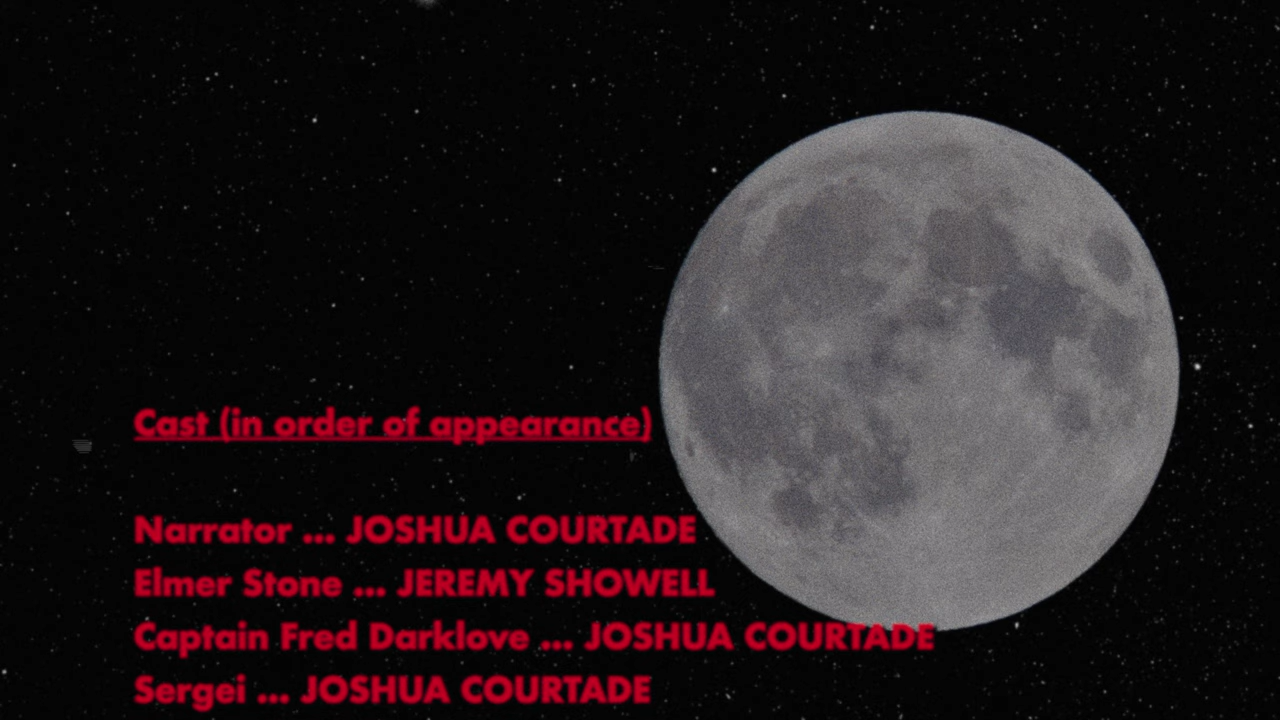 Cast (in order of appearance)
Narrator ... JOSHUA COURTADE
Elmer Stone ... JEREMY SHOWELL
Captain Fred Darklove ... JOSHUA COURTADE
Sergei ... JOSHUA COURTADE